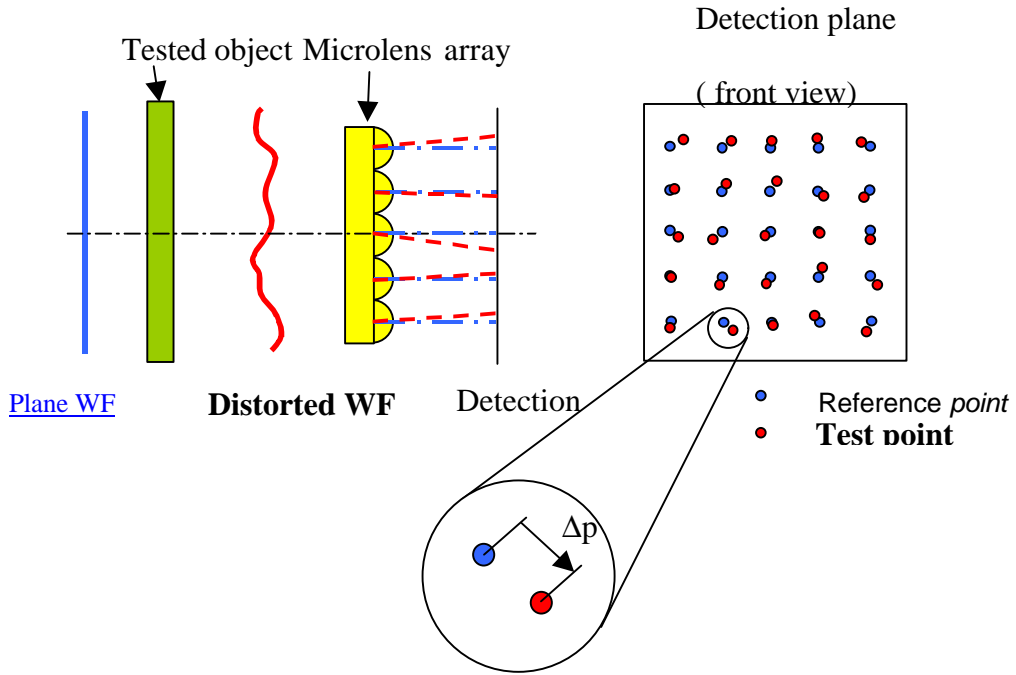 Detection plane
Tested object Microlens array
( front view)
Plane WF
Distorted WF
Detection
Reference point
Test point
Δp